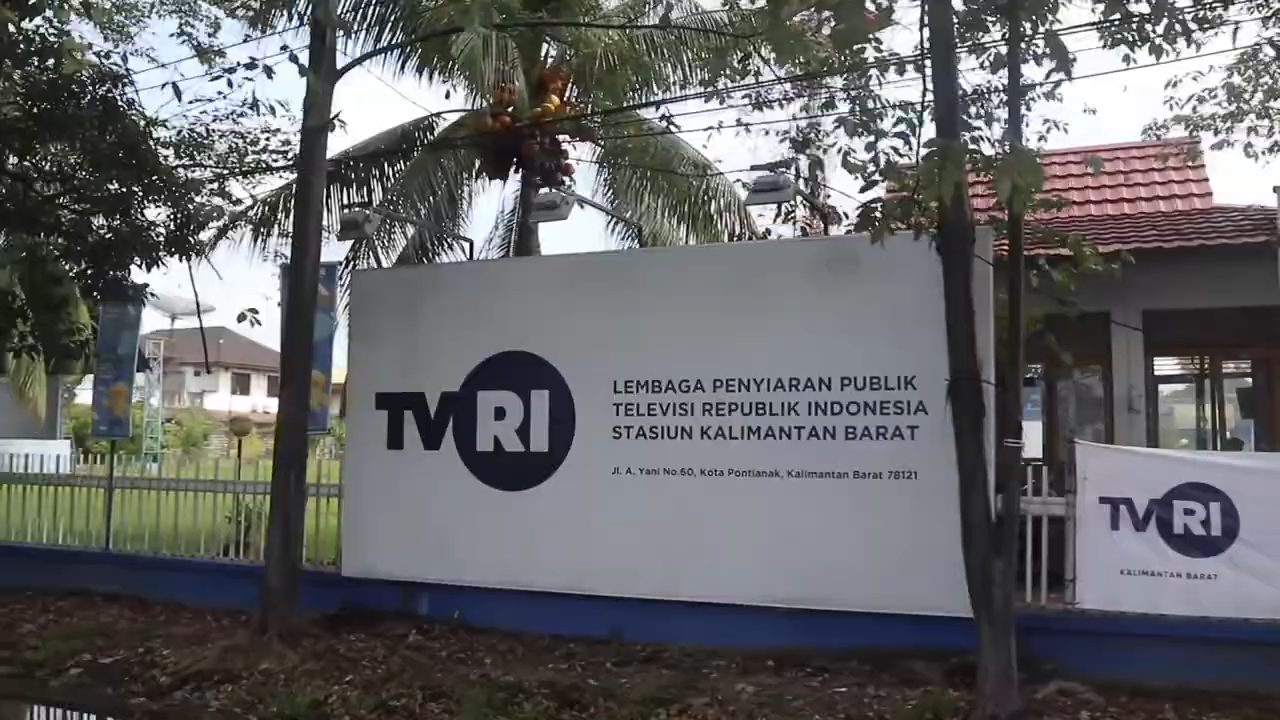 TVRI
LEMBAGA PENYIARAN PUBLIK
TELEVISI REPUBLIK INDONESIA
STASIUN KALIMANTAN BARAT
Jl. A. Yani No.60, Kota Pontianak, Kalimantan Barat 78121
TVRI
KALIMANTAN BARAT